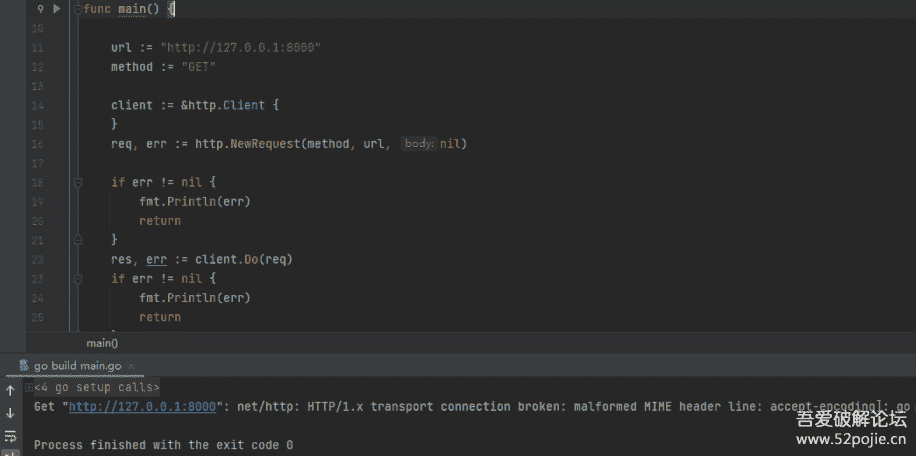 9 func main() {
10
11 url := "http://127.0.0.1:8000"
12 method := "GET"
13
14 client := &http.Client {
15 }
16 req, err := http.NewRequest(method, url, body: nil)
17
18 if err != nil {
19 fmt.Println(err)
20 return
21 }
22 res, err := client.Do(req)
23 if err != nil {
24 fmt.Println(err)
25 return
main()
go build main.go ×
<4 go setup calls>
Get "http://127.0.0.1:8000": net/http: HTTP/1.x transport connection broken: malformed MIME header line: accept-encoding]: go
Process finished with the exit code 0
吾爱破解论坛
www.52pojie.cn